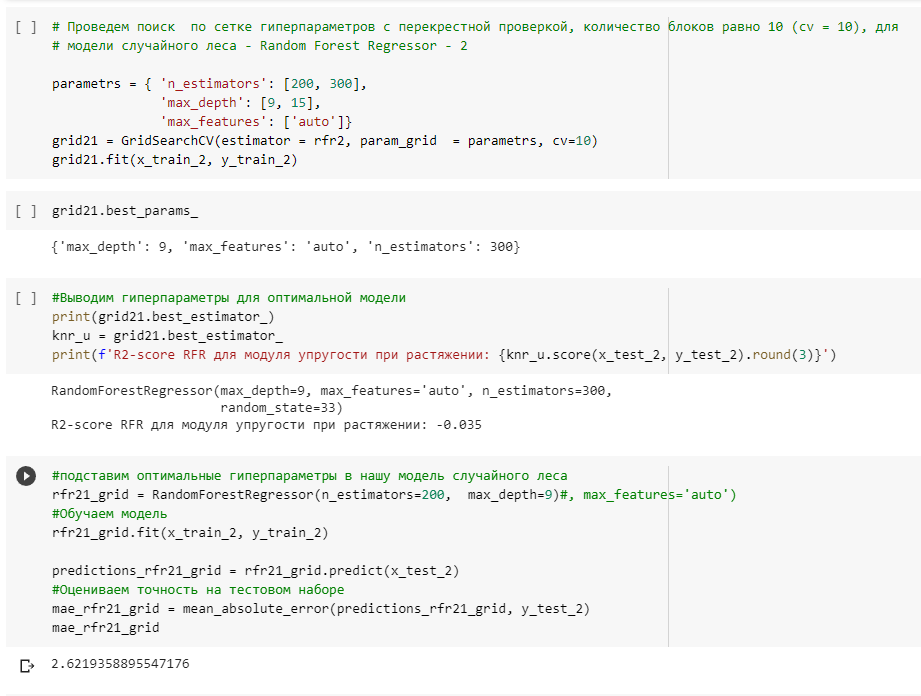 [ ] # Проведем поиск  по сетке гиперпараметров с перекрестной проверкой, количество блоков равно 10 (cv = 10), для
# модели случайного леса - Random Forest Regressor - 2
parametrs = { 'n_estimators': [200, 300],
'max_depth': [9, 15],
'max_features': ['auto']}
grid21 = GridSearchCV(estimator = rfr2, param_grid  = parametrs, cv=10)
grid21.fit(x_train_2, y_train_2)
[ ] grid21.best_params_
{'max_depth': 9, 'max_features': 'auto', 'n_estimators': 300}
[ ] #Выводим гиперпараметры для оптимальной модели
print(grid21.best_estimator_)
knr_u = grid21.best_estimator_
print(f'R2-score RFR для модуля упругости при растяжении: {knr_u.score(x_test_2, y_test_2).round(3)}')
RandomForestRegressor(max_depth=9, max_features='auto', n_estimators=300,
random_state=33)
R2-score RFR для модуля упругости при растяжении: -0.035
#подставим оптимальные гиперпараметры в нашу модель случайного леса
rfr21_grid = RandomForestRegressor(n_estimators=200,  max_depth=9)#, max_features='auto')
#Обучаем модель
rfr21_grid.fit(x_train_2, y_train_2)
predictions_rfr21_grid = rfr21_grid.predict(x_test_2)
#Оцениваем точность на тестовом наборе
mae_rfr21_grid = mean_absolute_error(predictions_rfr21_grid, y_test_2)
mae_rfr21_grid
2.6219358895547176